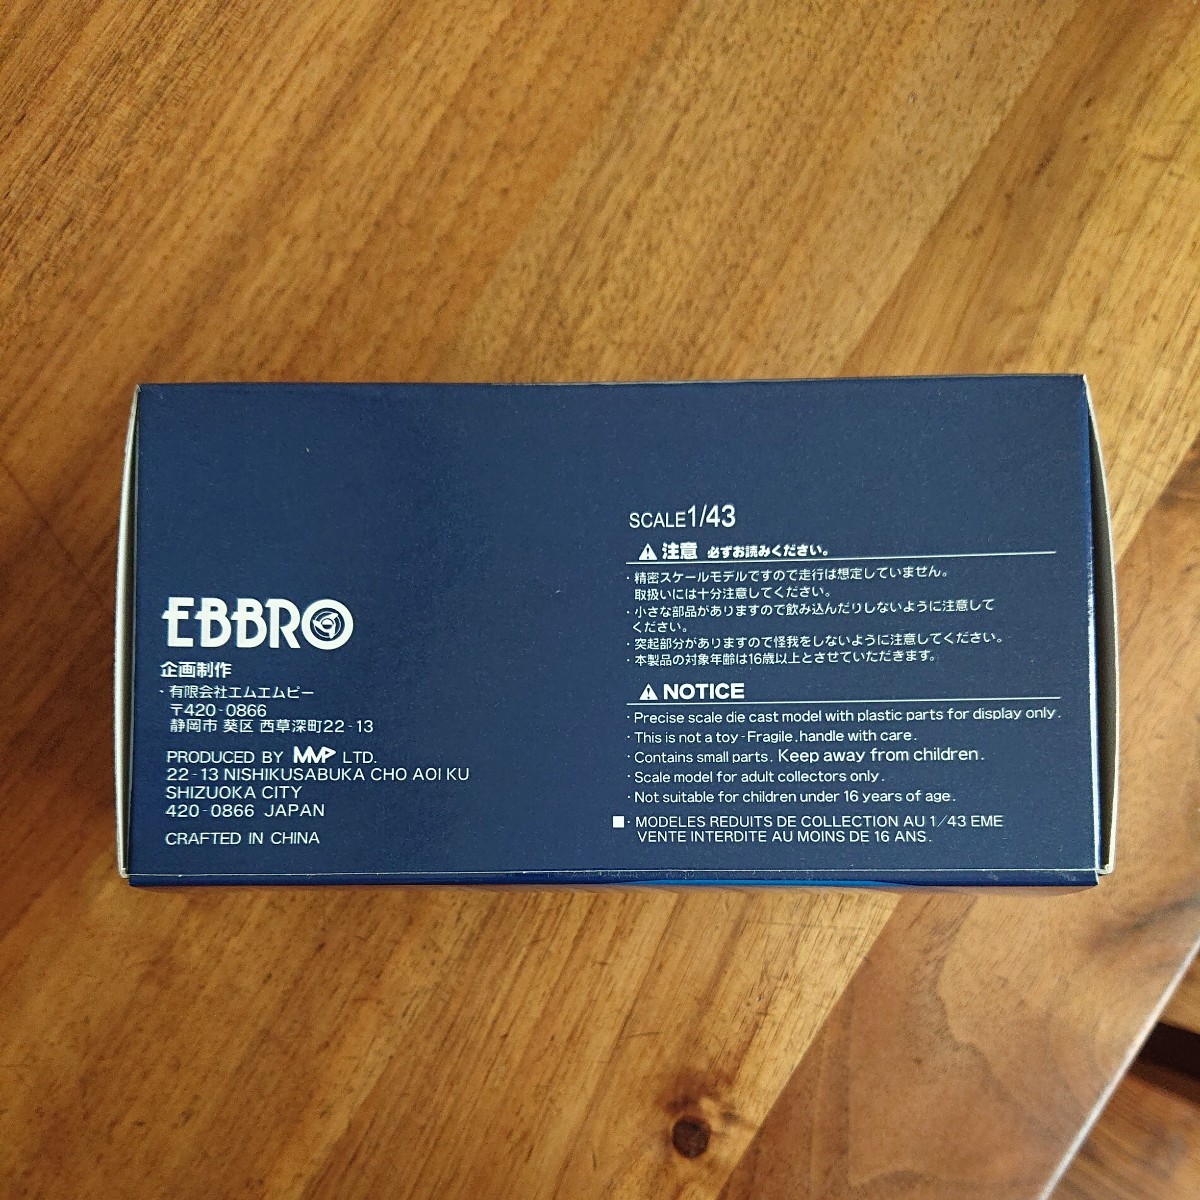 EBBRO
企画制作
・有限会社エムエムピー
〒420-0866
静岡市 葵区 西草深町22-13
PRODUCED BY MMP LTD.
22-13 NISHIKUSABUKA CHO AOI KU
SHIZUOKA CITY
420-0866 JAPAN
CRAFTED IN CHINA
SCALE1/43
⚠注意 必ずお読みください。
・精密スケールモデルですので走行は想定していません。
取扱いには十分注意してください。
・小さな部品がありますので飲み込んだりしないように注意して
ください。
・突起部分がありますので怪我をしないように注意してください。
・本製品の対象年齢は16歳以上とさせていただきます。
⚠NOTICE
・Precise scale die cast model with plastic parts for display only.
・This is not a toy-Fragile, handle with care.
・Contains small parts. Keep away from children.
・Scale model for adult collectors only.
・Not suitable for children under 16 years of age.
■・MODELES REDUITS DE COLLECTION AU 1/43 EME
VENTE INTERDITE AU MOINS DE 16 ANS.